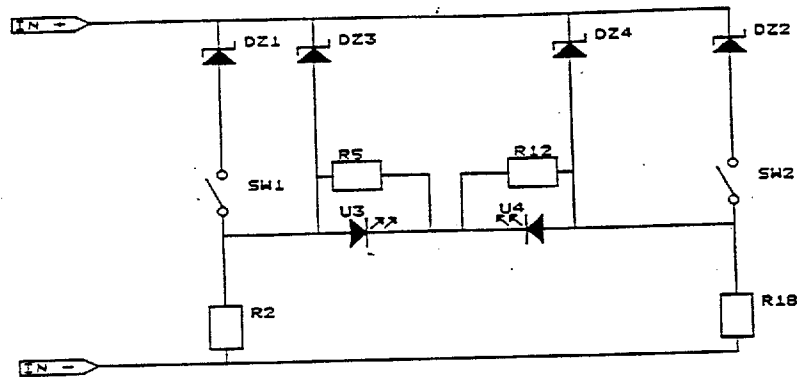 IN +
DZ1
DZ3
DZ4
DZ2
R5
R12
SW1
SW2
U3
U4
R2
R18
IN -